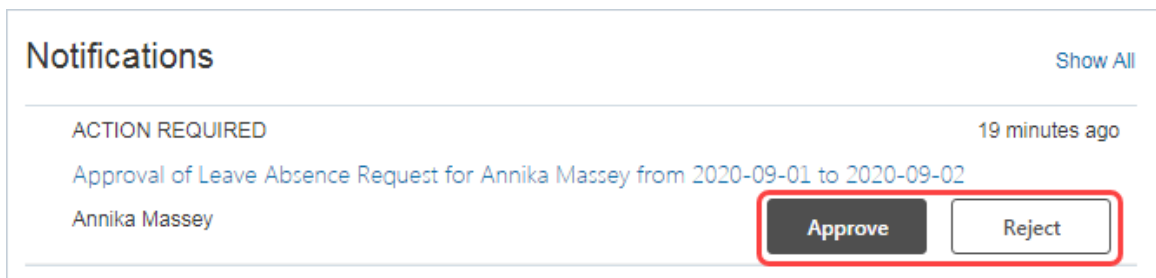 Notifications
Show All
ACTION REQUIRED
19 minutes ago
Approval of Leave Absence Request for Annika Massey from 2020-09-01 to 2020-09-02
Annika Massey
Approve
Reject